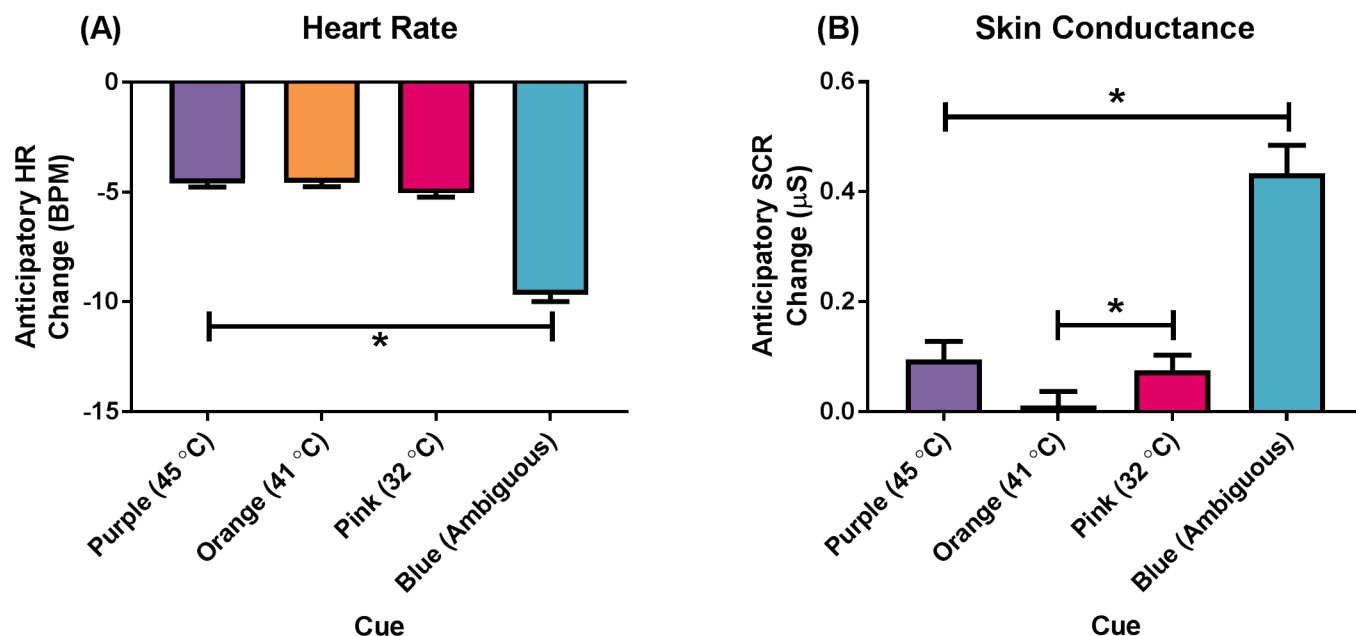 (A) Heart Rate
Anticipatory HR
Change (BPM)
0
-5
-10
-15
*
Purple (45 °C)
Orange (41 °C)
Pink (32 °C)
Blue (Ambiguous)
Cue
(B) Skin Conductance
Anticipatory SCR
Change (µS)
0.6
0.4
0.2
0.0
*
*
Purple (45 °C)
Orange (41 °C)
Pink (32 °C)
Blue (Ambiguous)
Cue